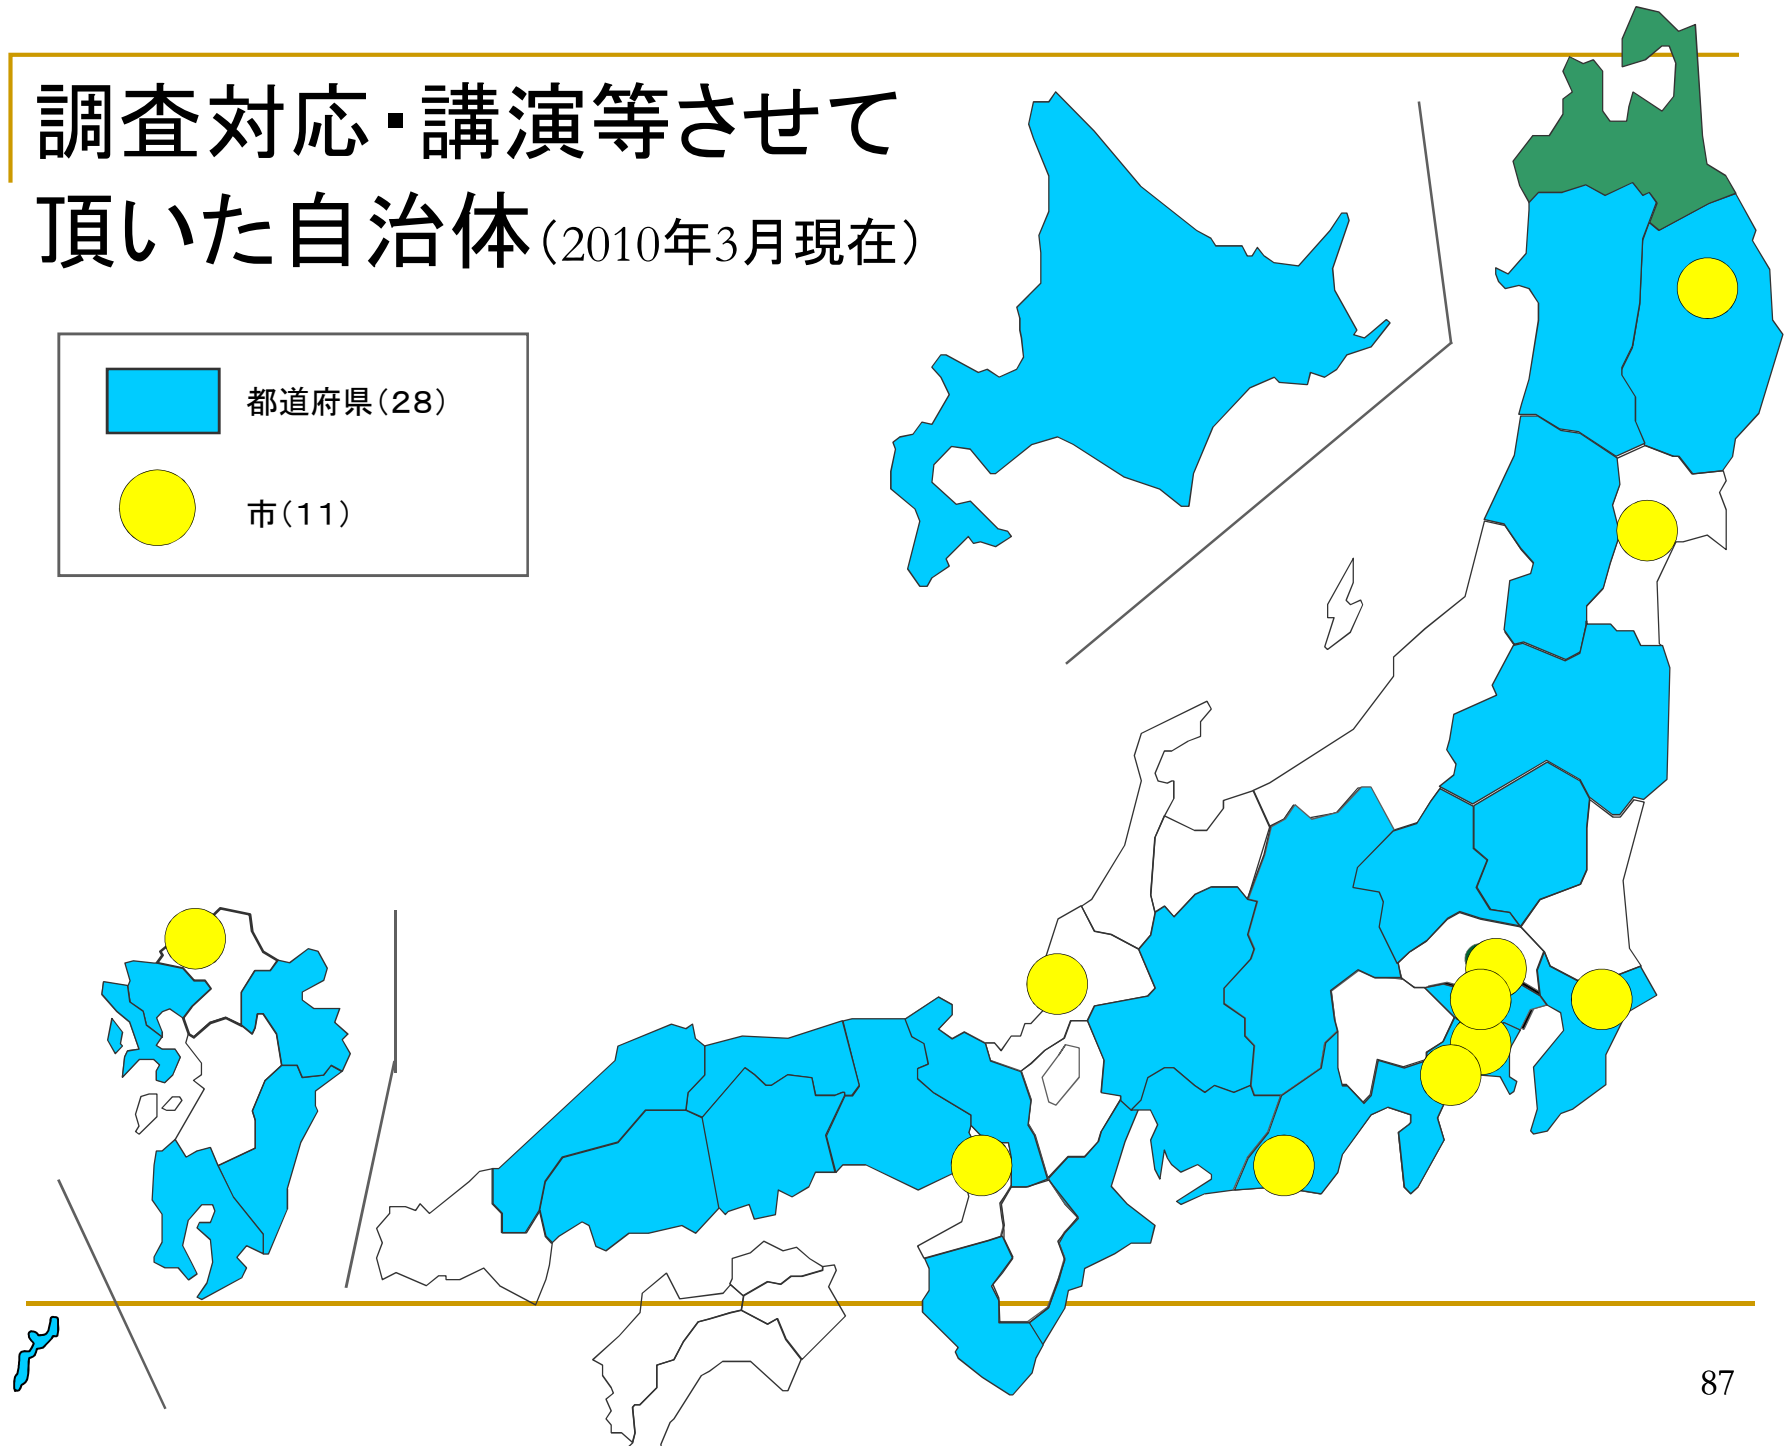 調査対応・講演等させて
頂いた自治体（2010年3月現在）
都道府県（２８）
市（１１）
87